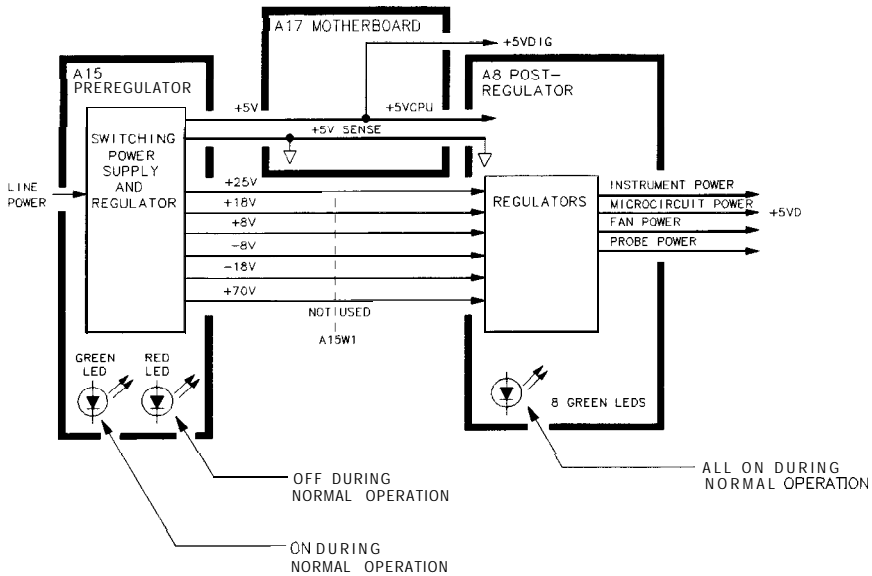 A17 MOTHERBOARD
+5VDIG
A15
PREREGULATOR
A8 POST-
REGULATOR
+5V
+5VCPU
+5V SENSE
SWITCHING
POWER
SUPPLY
AND
REGULATOR
LINE
POWER
+25V
+18V
+8V
-8V
-18V
+70V
NOT USED
A15W1
REGULATORS
INSTRUMENT POWER
MICROCIRCUIT POWER
+5VD
FAN POWER
PROBE POWER
GREEN
LED
RED
LED
8 GREEN LEDS
OFF DURING
NORMAL OPERATION
ALL ON DURING
NORMAL OPERATION
ON DURING
NORMAL OPERATION